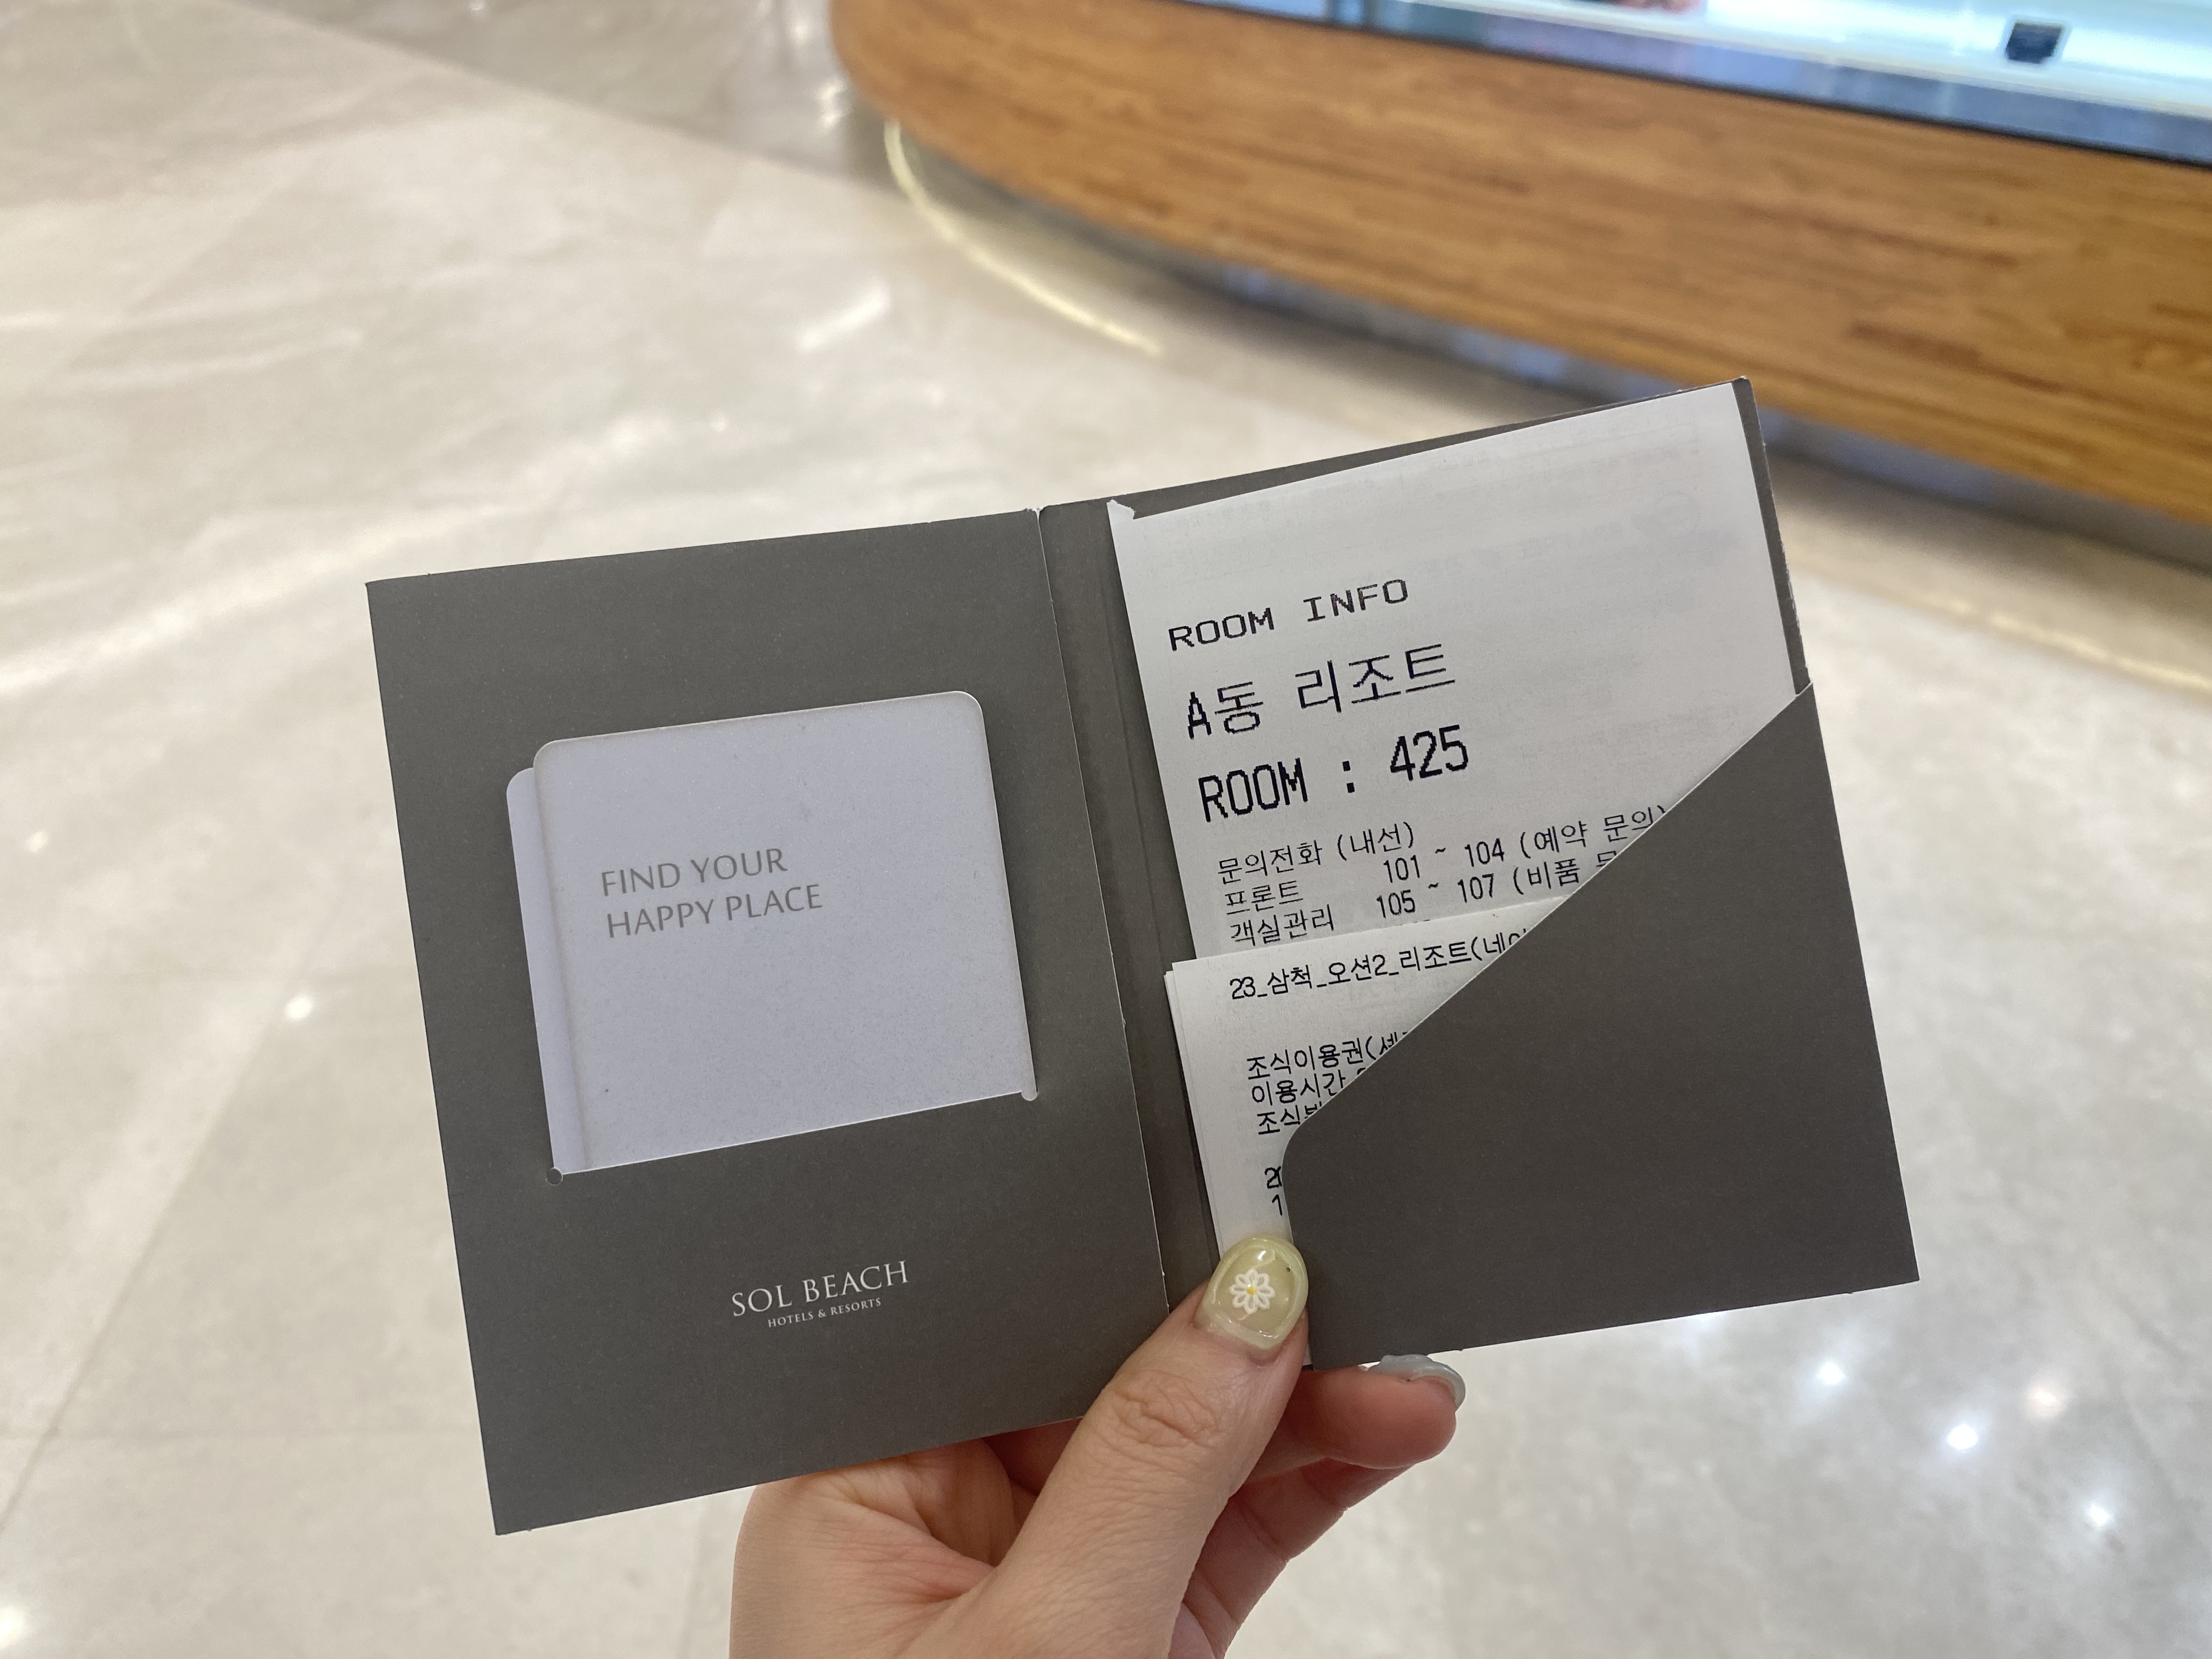 FIND YOUR
HAPPY PLACE
SOL BEACH
HOTELS & RESORTS
ROOM INFO
A동 리조트
ROOM : 425
문의전화 (내선)
프론트 101 ~ 104 (예약 문의)
객실관리 105 ~ 107 (비품
23_삼척_오션2_리조트(네이
조식이용권(
이용시간